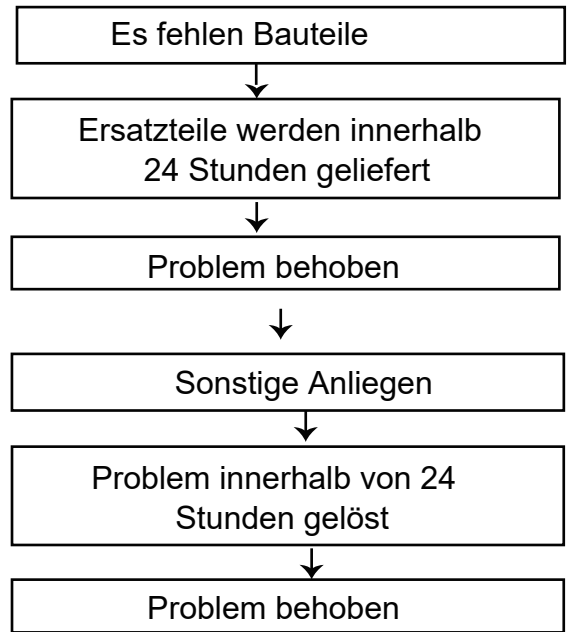 Es fehlen Bauteile
Ersatzteile werden innerhalb
24 Stunden geliefert
Problem behoben
Sonstige Anliegen
Problem innerhalb von 24
Stunden gelöst
Problem behoben